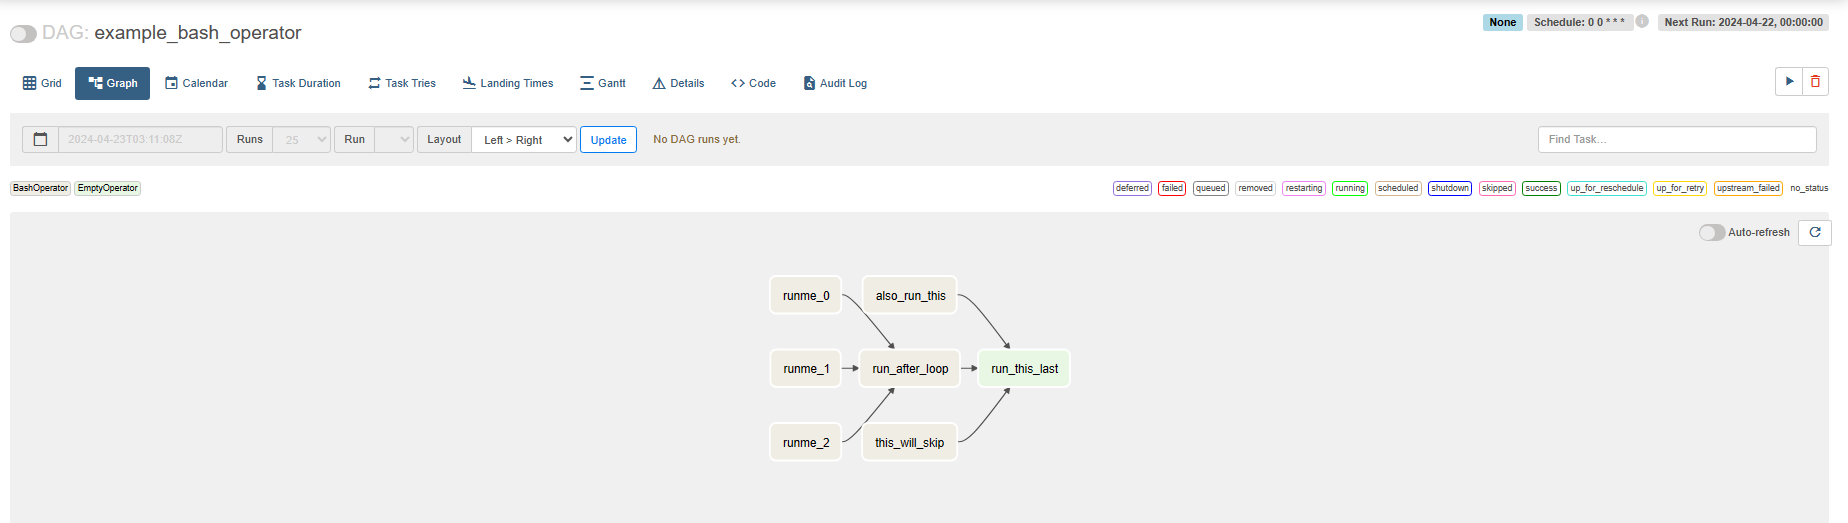 DAG: example_bash_operator
None
Schedule: 0 0 * * *
Next Run: 2024-04-22, 00:00:00
Grid
Graph
Calendar
Task Duration
Task Tries
Landing Times
Gantt
Details
Code
Audit Log
2024-04-23T03:11:08Z
Runs
25
Run
Layout
Left > Right
Update
No DAG runs yet.
Find Task...
BashOperator
EmptyOperator
deferred
failed
queued
removed
restarting
running
scheduled
shutdown
skipped
success
up_for_reschedule
up_for_retry
upstream_failed
no_status
Auto-refresh
runme_0
also_run_this
runme_1
run_after_loop
run_this_last
runme_2
this_will_skip